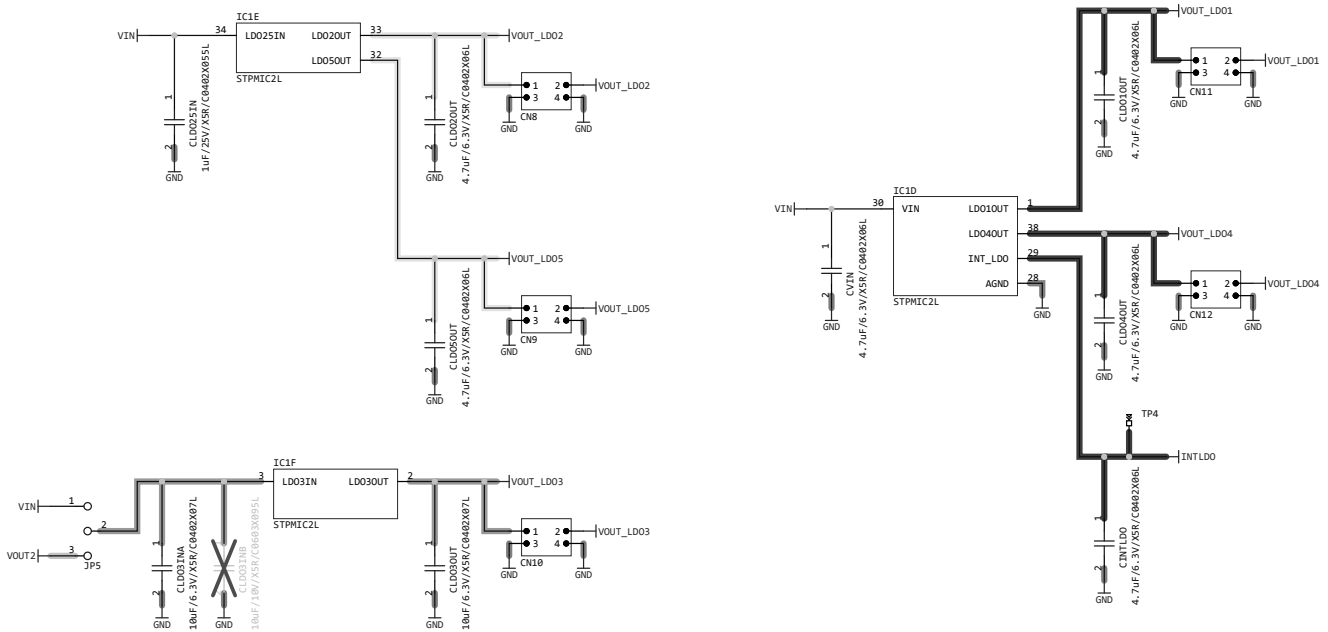 IC1E
VIN
34
LDO25IN
LDO2OUT
33
VOUT_LDO2
LDO5OUT
32
STPMIC2L
1
2
CLDO25IN
1uF/25V/X5R/C0402X055L
GND
1
2
CLDO2OUT
4.7uF/6.3V/X5R/C0402X06L
GND
1 2
3 4
VOUT_LDO2
GND
CN8
GND
VOUT_LDO5
1
2
CLDO5OUT
4.7uF/6.3V/X5R/C0402X06L
GND
1 2
3 4
VOUT_LDO5
GND
CN9
GND
IC1F
3
LDO3IN
LDO3OUT
2
VOUT_LDO3
STPMIC2L
VIN
1
2
VOUT2
3
JP5
1
2
CLDO3INA
10uF/6.3V/X5R/C0402X07L
GND
CLDO3INB
10uF/10V/X5R/C0603X095L
GND
1
2
CLDO3OUT
10uF/6.3V/X5R/C0402X07L
GND
1 2
3 4
VOUT_LDO3
GND
CN10
GND
VOUT_LDO1
1
2
CLDO1OUT
4.7uF/6.3V/X5R/C0402X06L
GND
1 2
3 4
VOUT_LDO1
GND
CN11
GND
IC1D
VIN
30
VIN
LDO1OUT
1
LDO4OUT
38
INT_LDO
29
AGND
28
STPMIC2L
GND
1
2
CVIN
4.7uF/6.3V/X5R/C0402X06L
GND
VOUT_LDO4
1
2
CLDO4OUT
4.7uF/6.3V/X5R/C0402X06L
GND
1 2
3 4
VOUT_LDO4
GND
CN12
GND
TP4
INTLDO
1
2
CINTLDO
4.7uF/6.3V/X5R/C0402X06L
GND